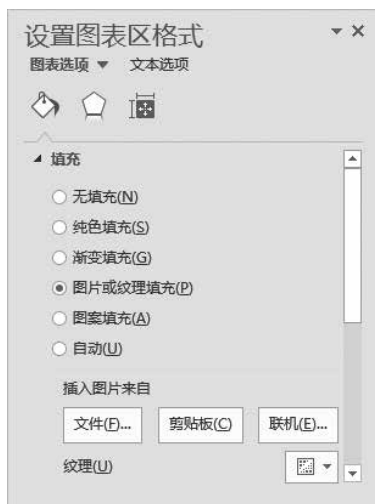 设置图表区格式
图表选项 文本选项
填充
无填充(N)
纯色填充(S)
渐变填充(G)
图片或纹理填充(P)
图案填充(A)
自动(U)
插入图片来自
文件(F)... 剪贴板(C) 联机(E)...
纹理(U)